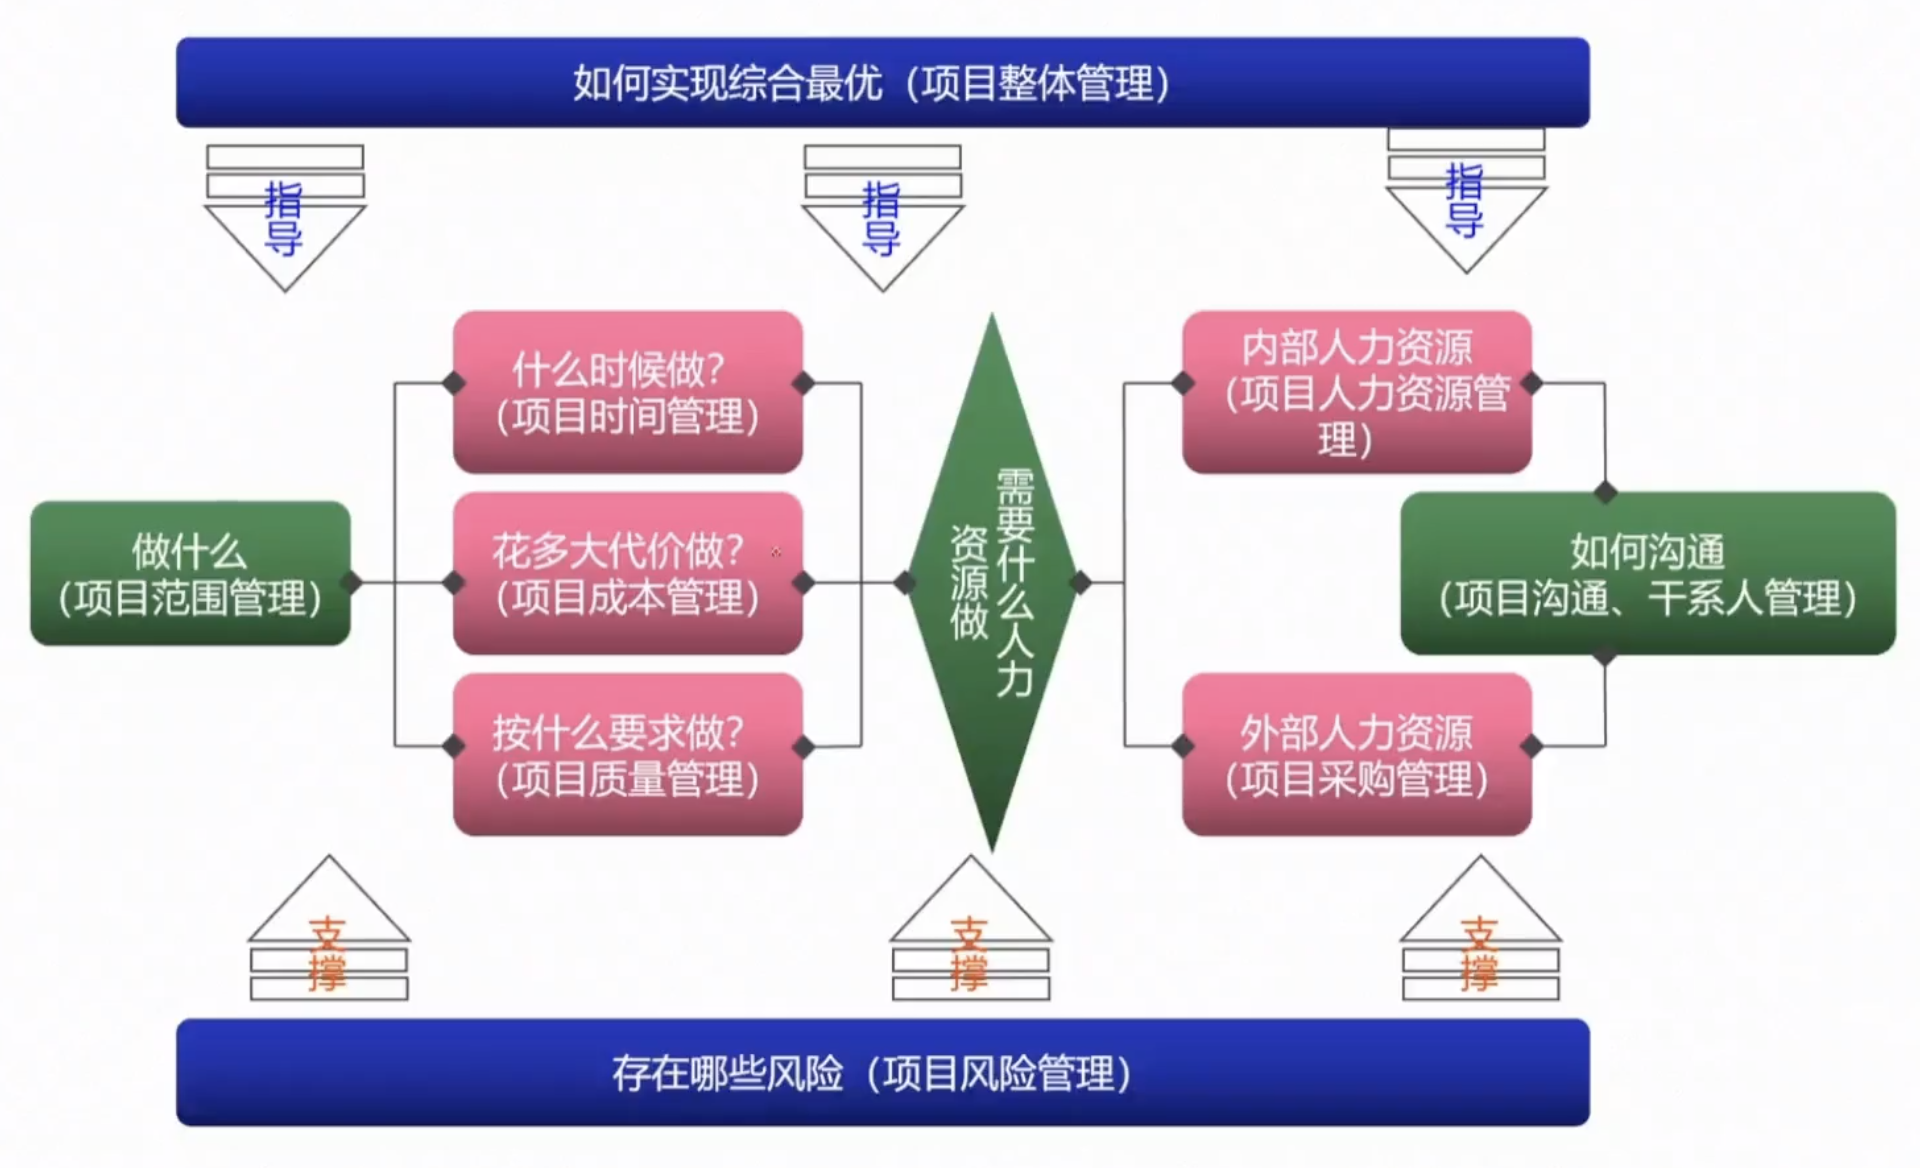 如何实现综合最优（项目整体管理）
指
导
指
导
指
导
做什么
（项目范围管理）
什么时候做？
（项目时间管理）
花多大代价做？
（项目成本管理）
按什么要求做？
（项目质量管理）
需要什么人力
资源做
内部人力资源
（项目人力资源管
理）
外部人力资源
（项目采购管理）
如何沟通
（项目沟通、干系人管理）
支
撑
支
撑
支
撑
存在哪些风险（项目风险管理）